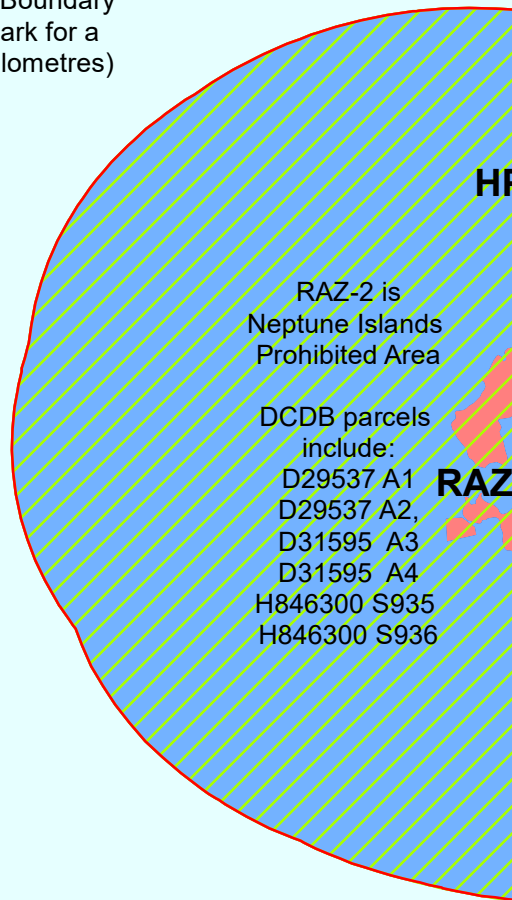 Boundary
ark for a
lometres)
HP
RAZ-2 is
Neptune Islands
Prohibited Area
DCDB parcels
include:
D29537 A1
D29537 A2,
D31595  A3
D31595  A4
H846300 S935
H846300 S936
RAZ